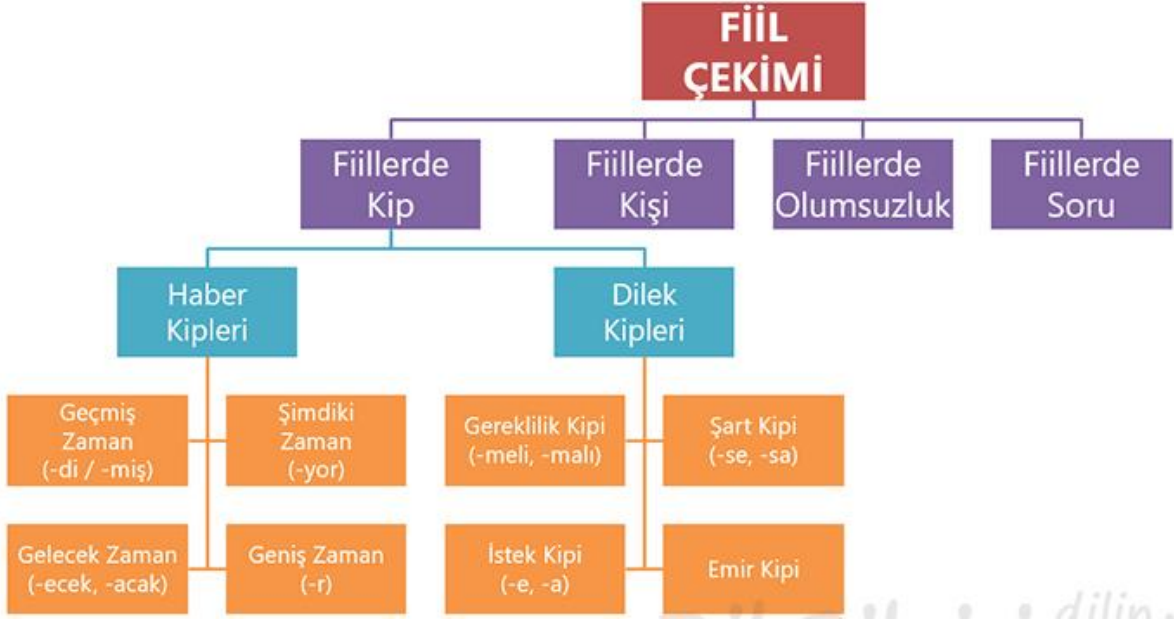 FİİL
ÇEKİMİ
Fiillerde
Kip
Fiillerde
Kişi
Fiillerde
Olumsuzluk
Fiillerde
Soru
Haber
Kipleri
Dilek
Kipleri
Geçmiş
Zaman
(-di / -miş)
Şimdiki
Zaman
(-yor)
Gereklilik Kipi
(-meli, -malı)
Şart Kipi
(-se, -sa)
Gelecek Zaman
(-ecek, -acak)
Geniş Zaman
(-r)
İstek Kipi
(-e, -a)
Emir Kipi
dilin